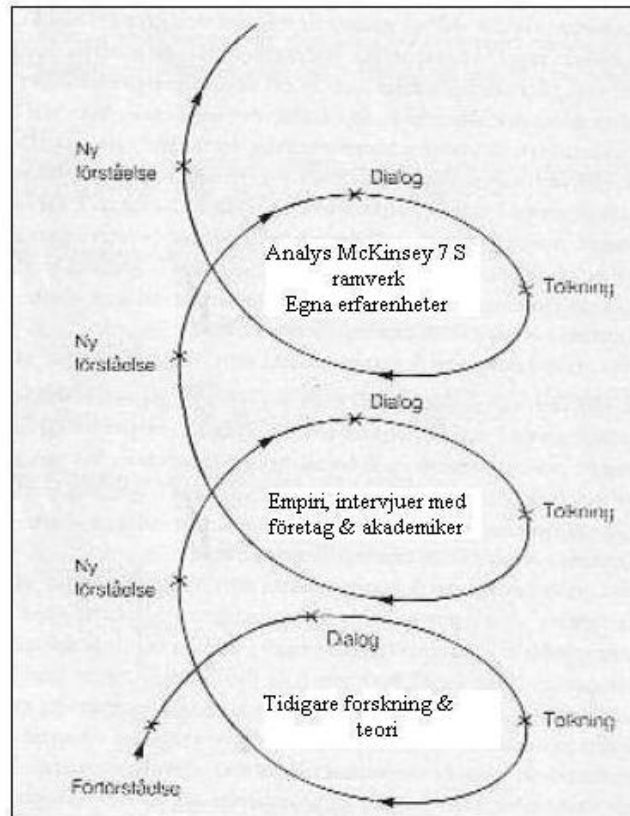 Ny
förståelse
Dialog
Analys McKinsey 7 S
ramverk
Egna erfarenheter
Tolkning
Ny
förståelse
Dialog
Empiri, intervjuer med
företag & akademiker
Tolkning
Ny
förståelse
Dialog
Tidigare forskning &
teori
Tolkning
Förförståelse